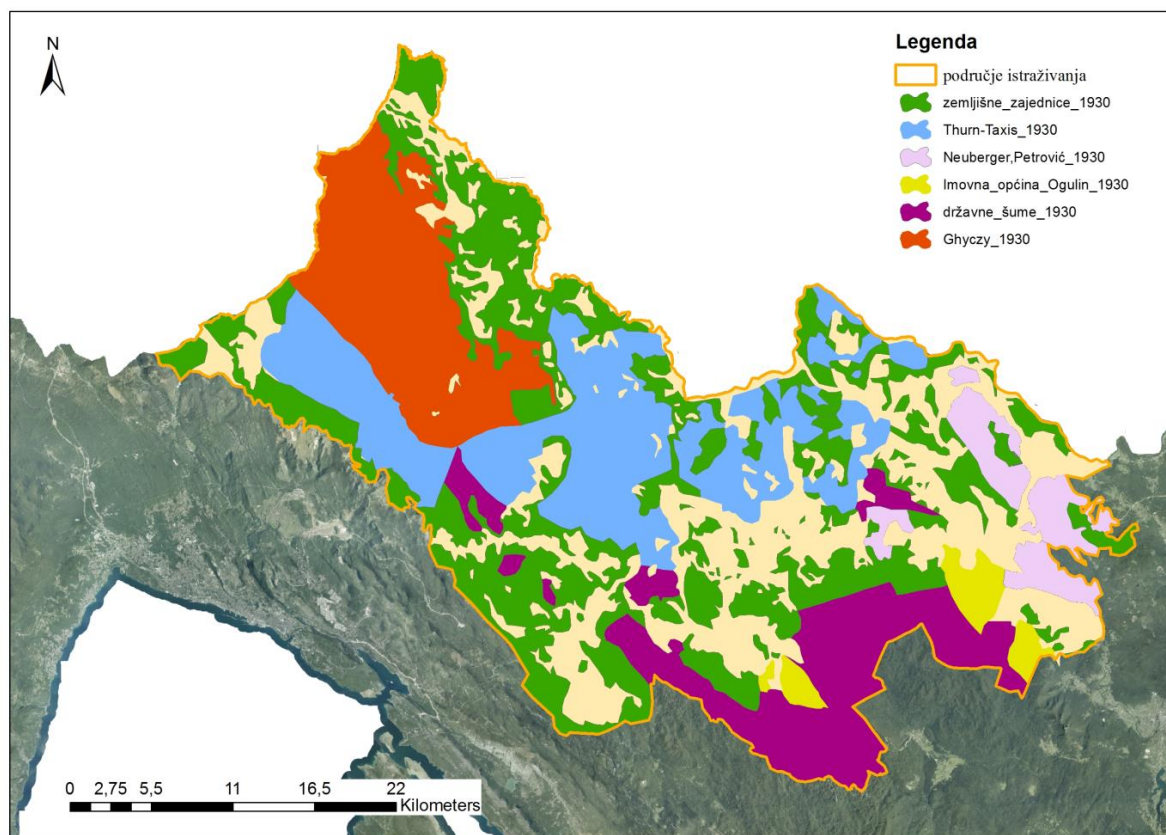 N
Legenda
područje istraživanja
zemljišne_zajednice_1930
Thurn-Taxis_1930
Neuberger,Petrović_1930
Imovna_općina_Ogulin_1930
državne_šume_1930
Ghyczy_1930
0 2,75 5,5 11 16,5 22
Kilometers